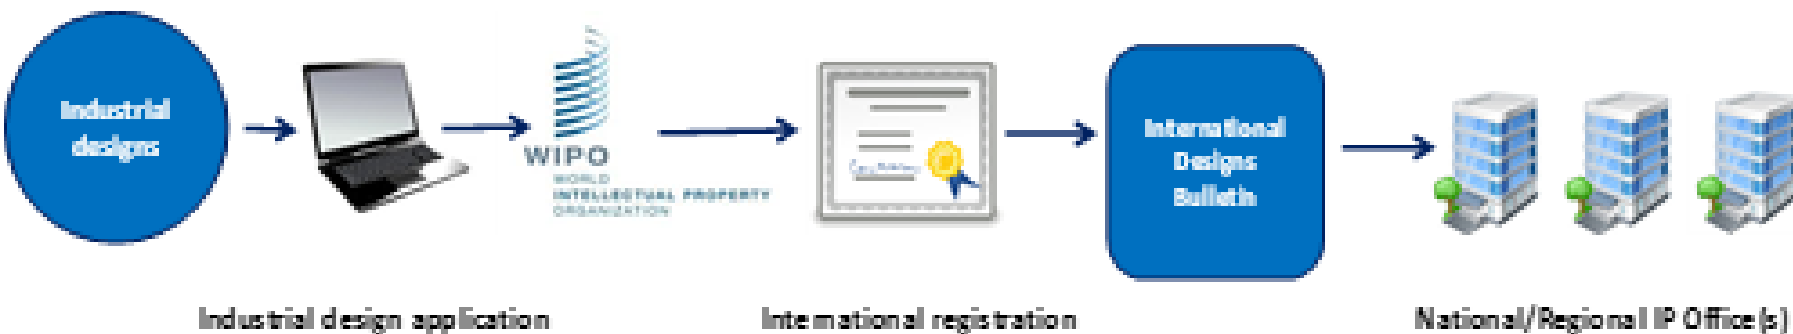 Industrial
designs
WIPO
WORLD
INTELLECTUAL PROPERTY
ORGANIZATION
International
Designs
Bulletin
Industrial design application
International registration
National/Regional IP Office(s)